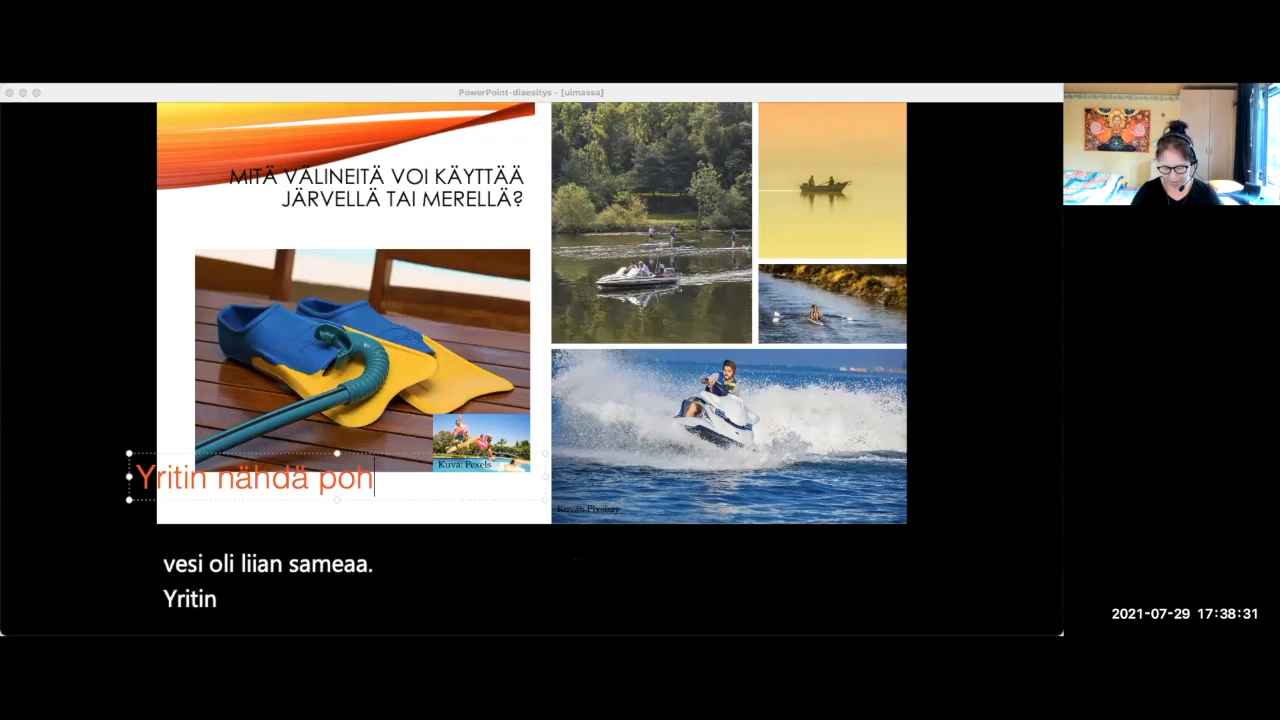 PowerPoint-diaesitys - [uimassa]
MITÄ VÄLINEITÄ VOI KÄYTTÄÄ
JÄRVELLÄ TAI MERELLÄ?
Kuva: Pexels
Yritin nähdä poh
Kuvat: Pixabay
vesi oli liian sameaa.
Yritin
2021-07-29 17:38:31